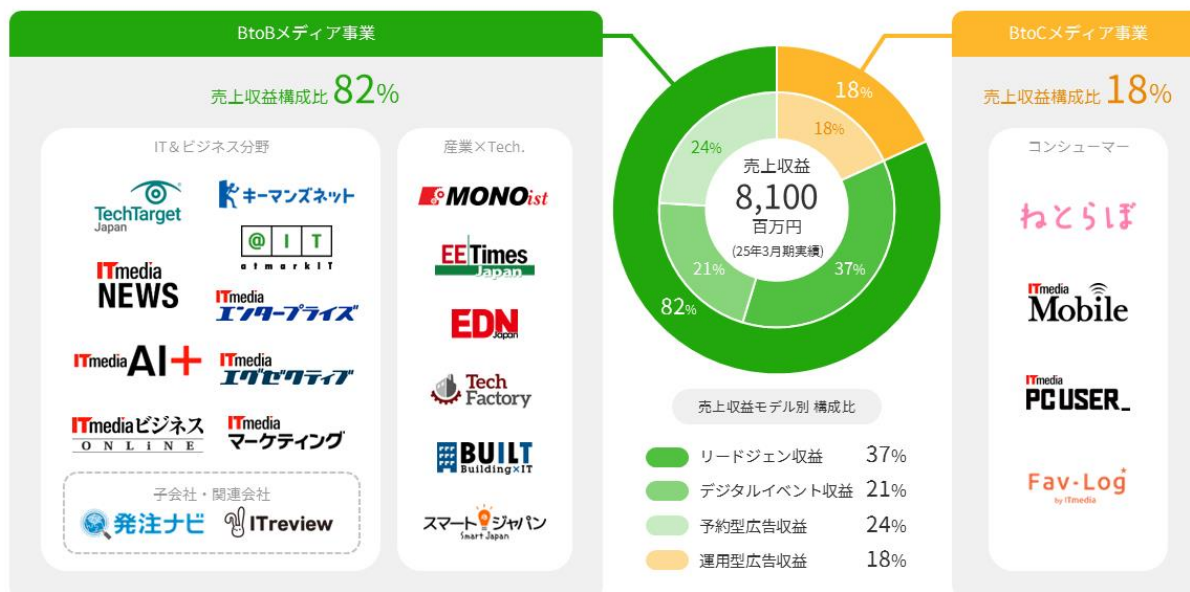 BtoBメディア事業
売上収益構成比 82%
IT&ビジネス分野
TechTarget
Japan
キーマンズネット
@IT
atmarkIT
ITmedia
NEWS
ITmedia
エンタープライズ
ITmedia AI+
ITmedia
エグゼクティブ
ITmedia ビジネス
ONLiNE
ITmedia
マーケティング
子会社・関連会社
発注ナビ
ITreview
産業×Tech.
MONOist
EE Times
Japan
EDN
Japan
Tech
Factory
BUILT
Building×IT
スマートジャパン
Smart Japan
18%
18%
24%
売上収益
8,100
百万円
(25年3月期実績)
21%
37%
82%
売上収益モデル別 構成比
リードジェン収益 37%
デジタルイベント収益 21%
予約型広告収益 24%
運用型広告収益 18%
BtoCメディア事業
売上収益構成比 18%
コンシューマー
ねとらぼ
ITmedia
Mobile
ITmedia
PC USER_
Fav-Log
by ITmedia